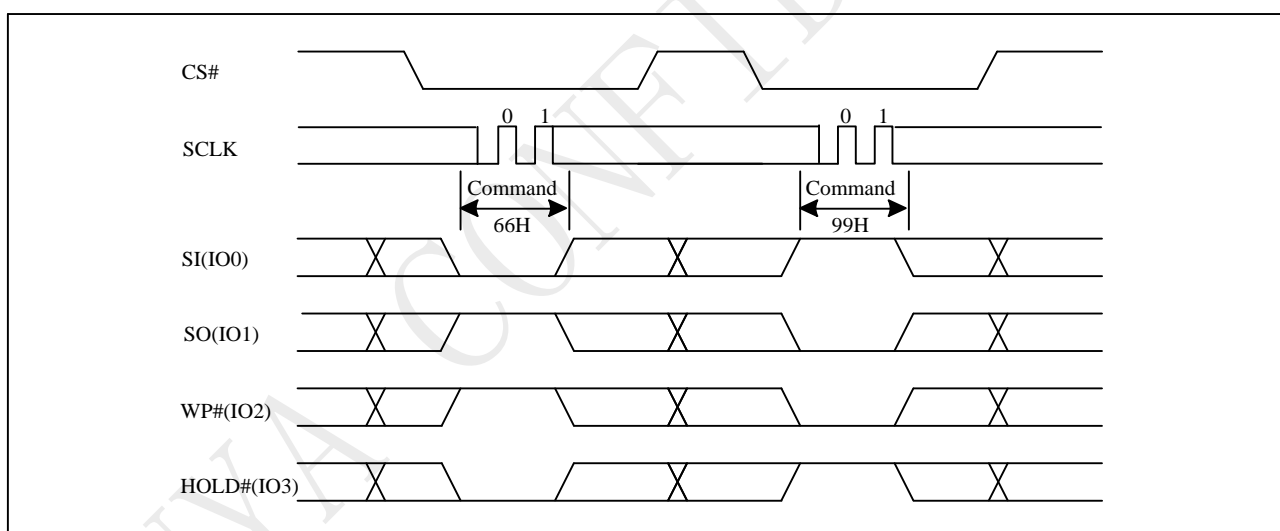 CS#
0 1 0 1
SCLK
Command Command
66H 99H
SI(IO0)
SO(IO1)
WP#(IO2)
HOLD#(IO3)